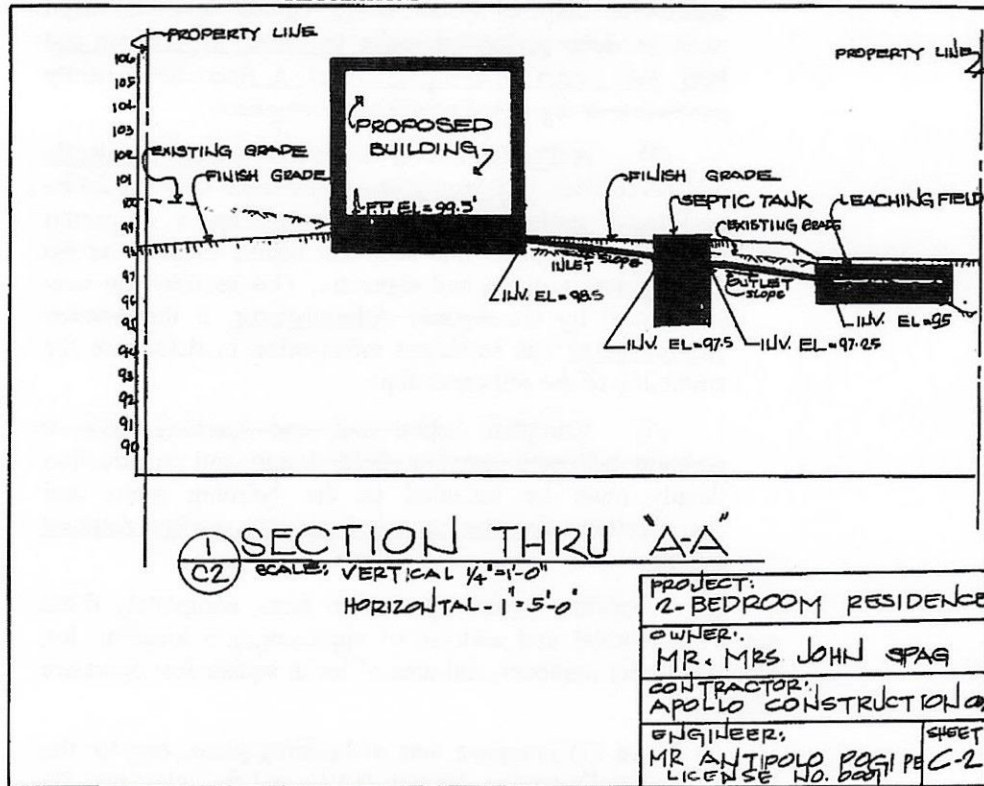 PROPERTY LINE
PROPERTY LINE
106
105
104
103
102
101
100
99
98
97
96
95
94
93
92
91
90
EXISTING GRADE
FINISH GRADE
PROPOSED
BUILDING
F.F. EL=99.5'
FINISH GRADE
SEPTIC TANK
LEACHING FIELD
EXISTING GRADE
INLET SLOPE
OUTLET
SLOPE
INV. EL=98.5
INV. EL=97.5
INV. EL=97.25
INV. EL=95
1
C2
SECTION THRU "A-A"
SCALE: VERTICAL 1/4"=1'-0"
HORIZONTAL - 1"=5'-0"
PROJECT:
2-BEDROOM RESIDENCE
OWNER:
MR. MRS JOHN SPAG
CONTRACTOR:
APOLLO CONSTRUCTION
ENGINEER:
MR ANTIPOLO POGI PE
LICENSE NO. 0009
SHEET
C-2